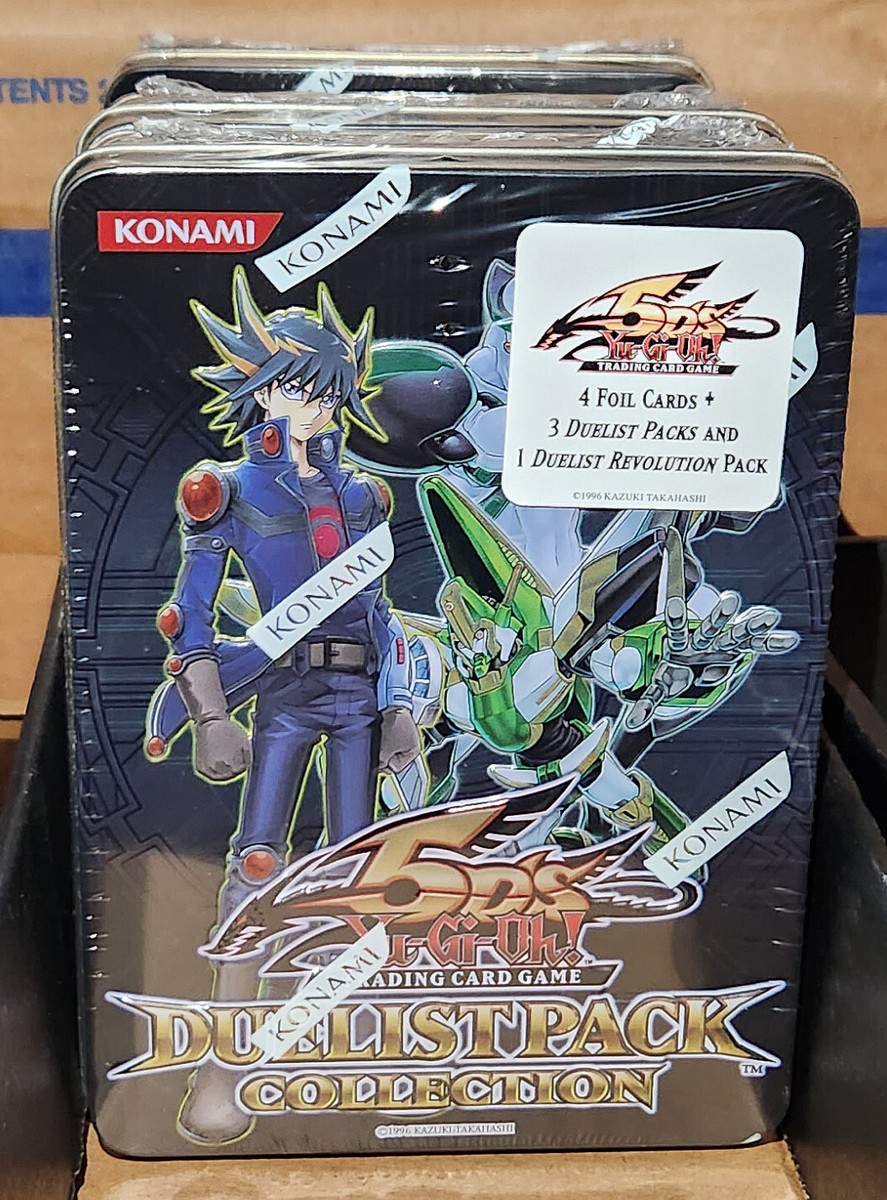 TENTS
KONAMI
KONAMI
5D's
Yu-Gi-Oh!
TRADING CARD GAME
4 FOIL CARDS +
3 DUELIST PACKS AND
1 DUELIST REVOLUTION PACK
©1996 KAZUKI TAKAHASHI
KONAMI
KONAMI
5D's
Yu-Gi-Oh!
TRADING CARD GAME
KONAMI
DUELIST PACK
COLLECTION
TM
©1996 KAZUKI TAKAHASHI